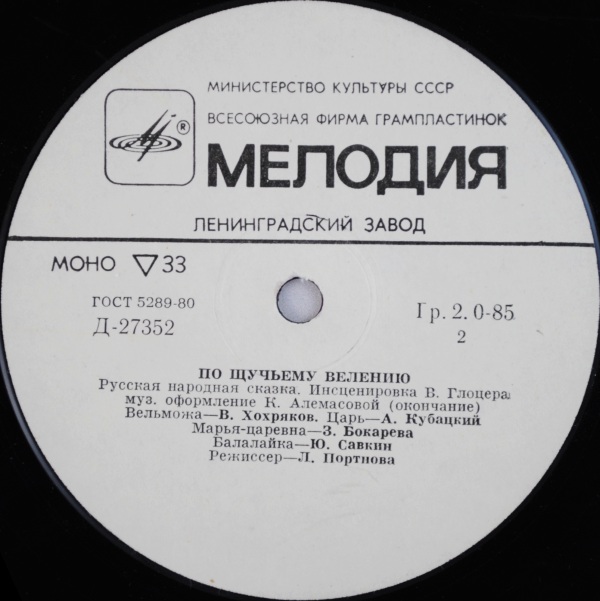 МИНИСТЕРСТВО КУЛЬТУРЫ СССР
ВСЕСОЮЗНАЯ ФИРМА ГРАМПЛАСТИНОК
®
МЕЛОДИЯ
ЛЕНИНГРАДСКИЙ ЗАВОД
МОНО ▽ 33
ГОСТ 5289-80
Д-27352
Гр. 2. 0-85
2
ПО ЩУЧЬЕМУ ВЕЛЕНИЮ
Русская народная сказка. Инсценировка В. Глоцера,
муз. оформление К. Алемасовой (окончание)
Вельможа—В. Хохряков. Царь—А. Кубацкий
Марья-царевна—З. Бокарева
Балалайка—Ю. Савкин
Режиссер—Л. Портнова